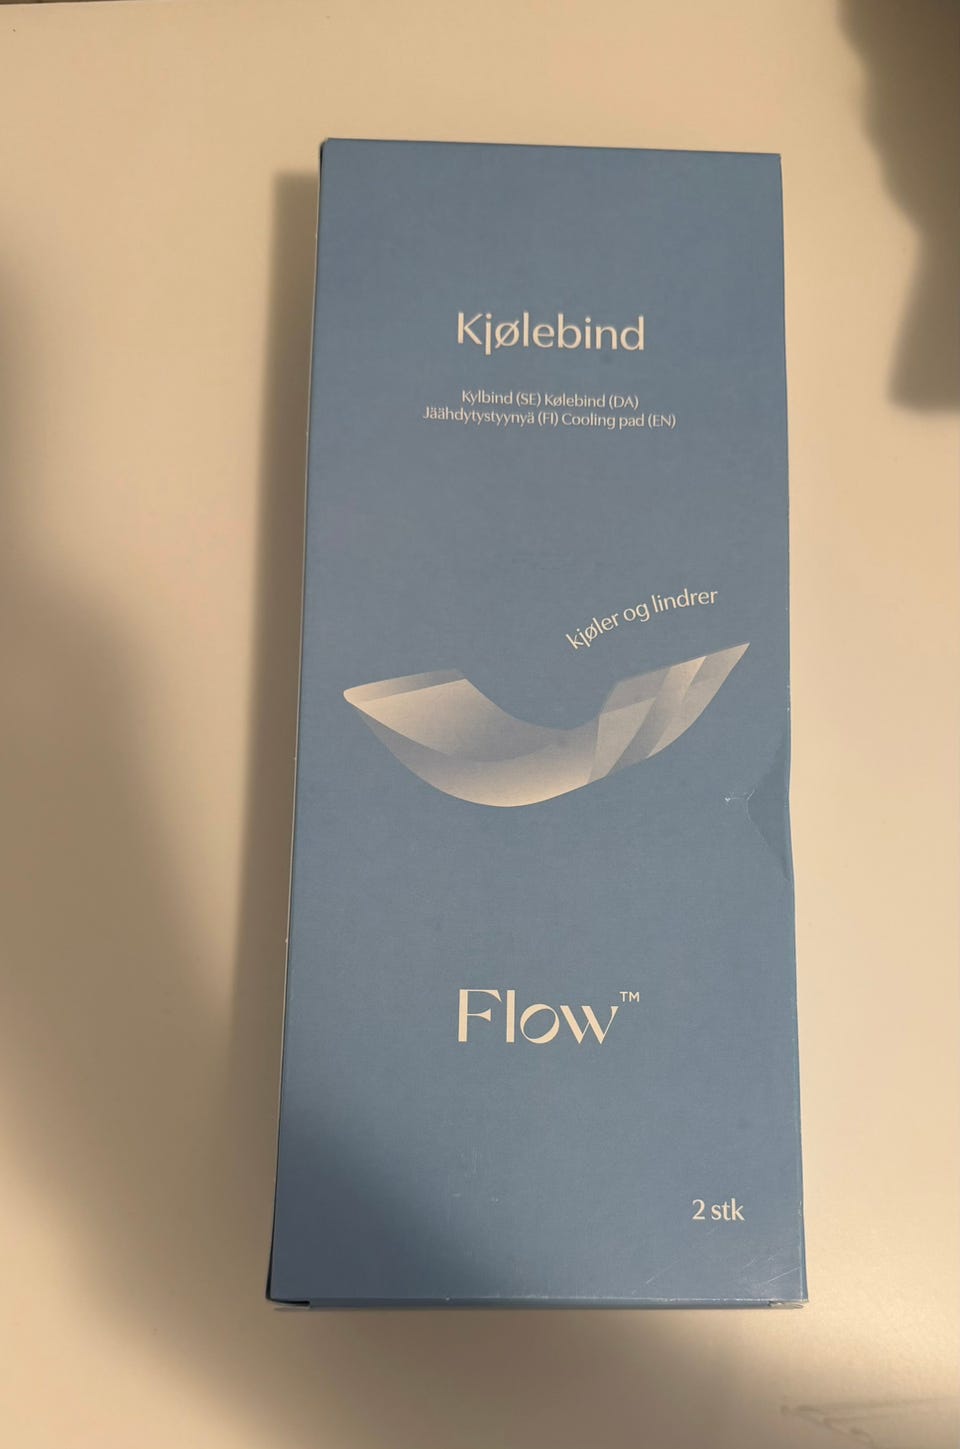 Kjølebind
Kylbind (SE) Kølebind (DA)
Jäähdytystyynyä (FI) Cooling pad (EN)
kjøler og lindrer
Flow™
2 stk